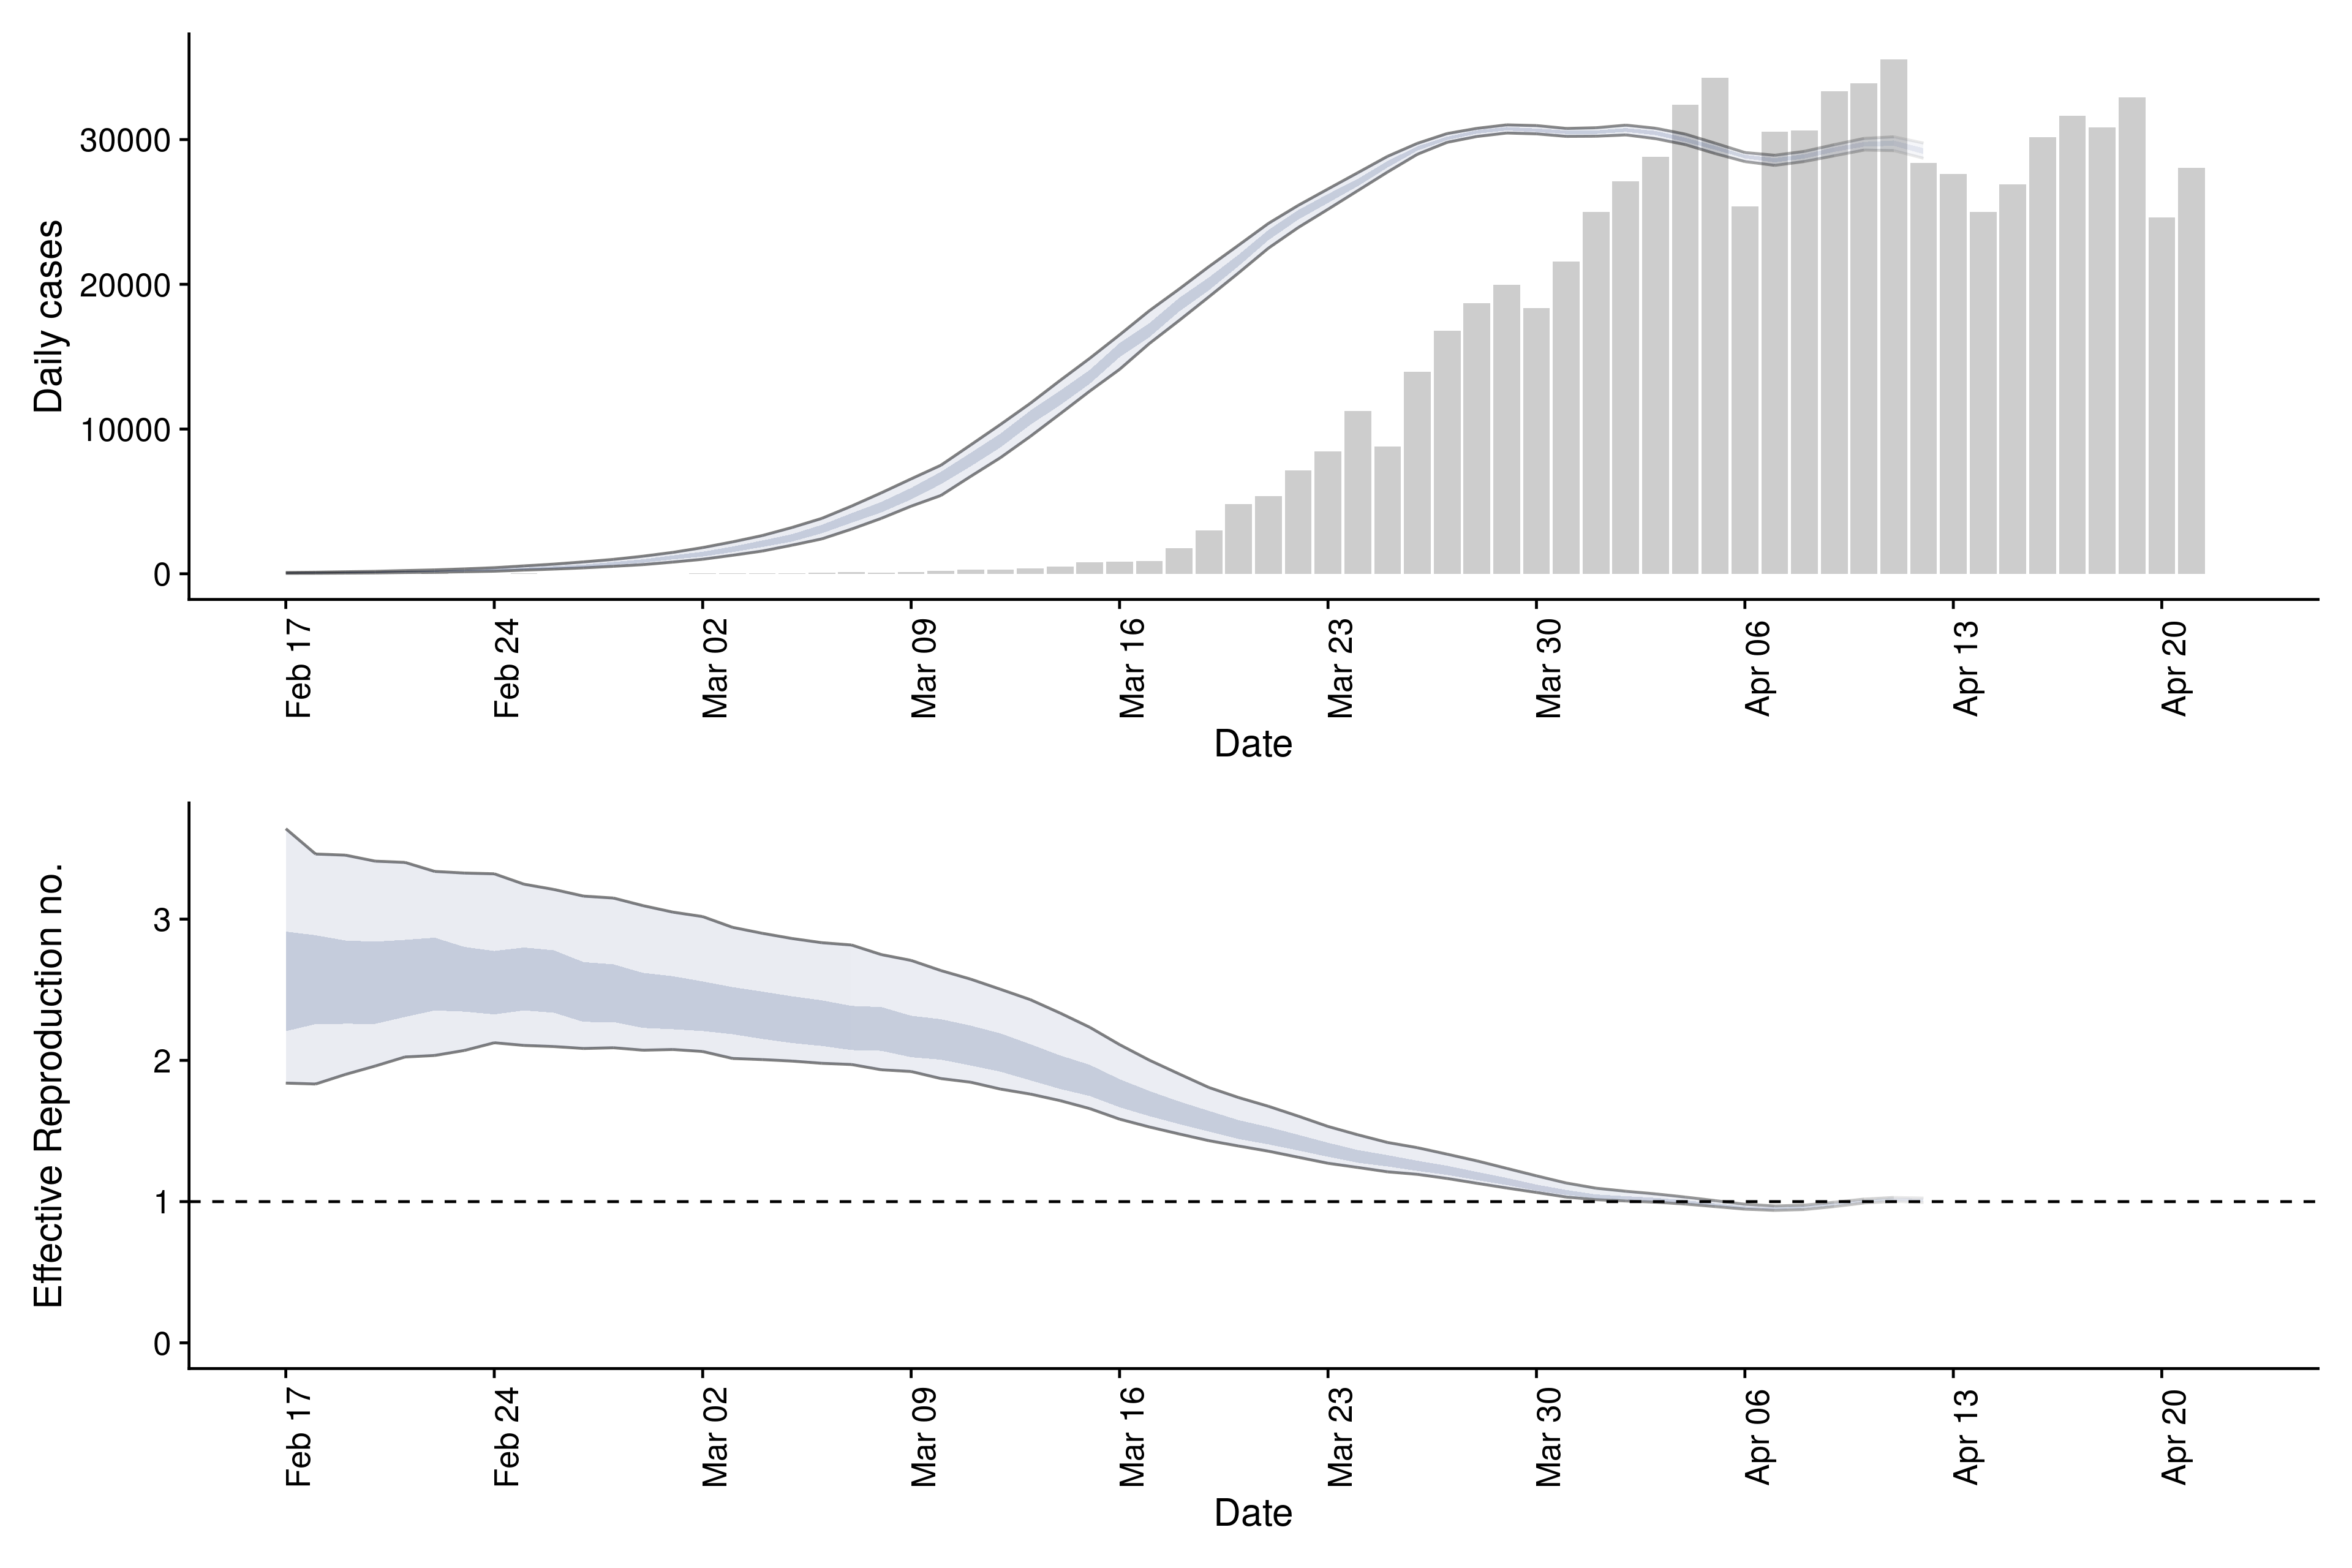 Daily cases
30000
20000
10000
0
Feb 17
Feb 24
Mar 02
Mar 09
Mar 16
Mar 23
Mar 30
Apr 06
Apr 13
Apr 20
Date
Effective Reproduction no.
3
2
1
0
Feb 17
Feb 24
Mar 02
Mar 09
Mar 16
Mar 23
Mar 30
Apr 06
Apr 13
Apr 20
Date